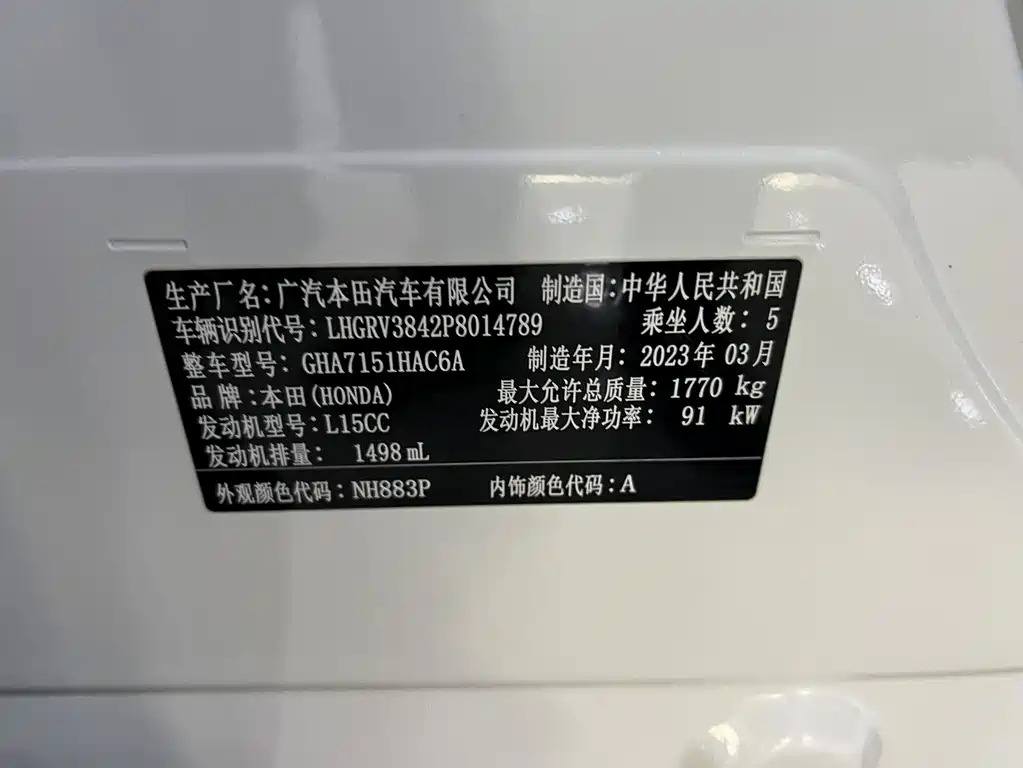 生产厂名:广汽本田汽车有限公司 制造国:中华人民共和国
车辆识别代号: LHGRV3842P8014789 乘坐人数: 5
整车型号: GHA7151HAC6A 制造年月: 2023年 03月
品牌:本田(HONDA) 最大允许总质量: 1770 kg
发动机型号:L15CC 发动机最大净功率: 91 kW
发动机排量: 1498 mL
外观颜色代码: NH883P 内饰颜色代码:A